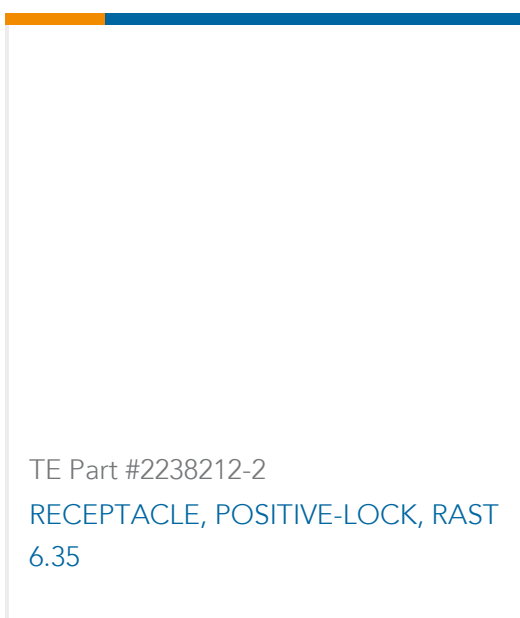 TE Part #2238212-2
RECEPTACLE, POSITIVE-LOCK, RAST
6.35